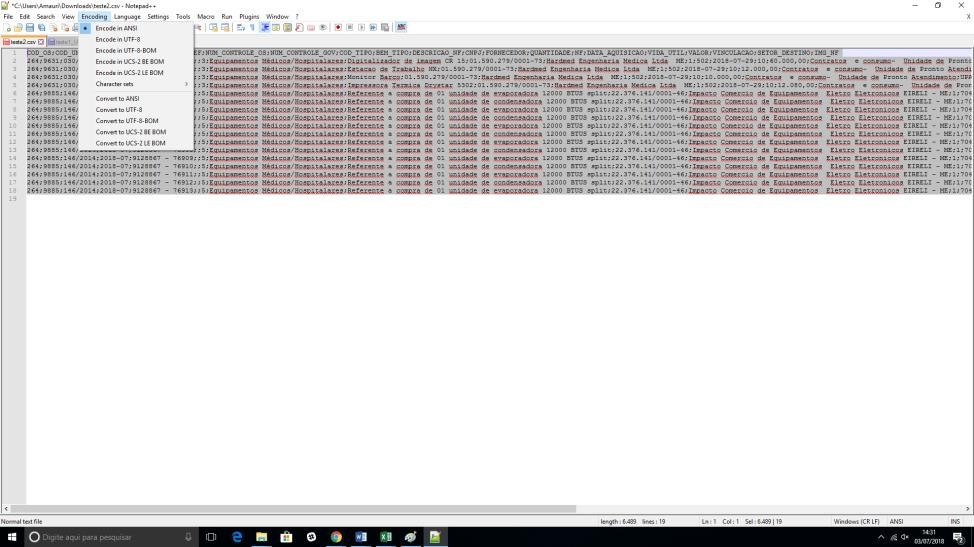 *C:\Users\Amauri\Downloads\teste2.csv - Notepad++
File Edit Search View Encoding Language Settings Tools Macro Run Plugins Window ? X
teste2.csv
Encode in ANSI
Encode in UTF-8
Encode in UTF-8-BOM
Encode in UCS-2 BE BOM
Encode in UCS-2 LE BOM
Character sets
Convert to ANSI
Convert to UTF-8
Convert to UTF-8-BOM
Convert to UCS-2 BE BOM
Convert to UCS-2 LE BOM
1 COD_OS;COD_UN EF;NUM_CONTROLE_OS;NUM_CONTROLE_GOV;COD_TIPO;BEM_TIPO;DESCRICAO_NF;CNPJ;FORNECEDOR;QUANTIDADE;NF;DATA_AQUISICAO;VIDA_UTIL;VALOR;VINCULACAO;SETOR_DESTINO;IMG_NF
2 264;9631;030/ ;;3;Equipamentos Médicos/Hospitalares;Digitalizador de imagem CR 15;01.590.279/0001-73;Hardmed Engenharia Medica Ltda ME;1;502;2018-07-29;10;60.000,00;Contratos e consumo- Unidade de Pronto
3 264;9631;030/ ;;3;Equipamentos Médicos/Hospitalares;Estacao de Trabalho NX;01.590.279/0001-73;Hardmed Engenharia Medica Ltda ME;1;502;2018-07-29;10;12.000,00;Contratos e consumo- Unidade de Pronto Aten
4 264;9631;030/ ;;3;Equipamentos Médicos/Hospitalares;Monitor Barco;01.590.279/0001-73;Hardmed Engenharia Medica Ltda ME;1;502;2018-07-29;10;10.000,00;Contratos e consumo- Unidade de Pronto Atendimento;UPA
5 264;9631;030/ ;;3;Equipamentos Médicos/Hospitalares;Impressora Termica Drystar 5302;01.590.279/0001-73;Hardmed Engenharia Medica Ltda ME;1;502;2018-07-29;10;12.080,00;Contratos e consumo- Unidade de Pro
6 264;9885;146/ ;;5;Equipamentos Médicos/Hospitalares;Referente a compra de 01 unidade de evaporadora 12000 BTUS split;22.376.141/0001-46;Impacto Comercio de Equipamentos Eletro Eletronicos EIRELI - ME;1;704
7 264;9885;146/ ;;5;Equipamentos Médicos/Hospitalares;Referente a compra de 01 unidade de evaporadora 12000 BTUS split;22.376.141/0001-46;Impacto Comercio de Equipamentos Eletro Eletronicos EIRELI - ME;1;704
8 264;9885;146/ ;;5;Equipamentos Médicos/Hospitalares;Referente a compra de 01 unidade de evaporadora 12000 BTUS split;22.376.141/0001-46;Impacto Comercio de Equipamentos Eletro Eletronicos EIRELI - ME;1;704
9 264;9885;146/ ;;5;Equipamentos Médicos/Hospitalares;Referente a compra de 01 unidade de evaporadora 12000 BTUS split;22.376.141/0001-46;Impacto Comercio de Equipamentos Eletro Eletronicos EIRELI - ME;1;704
10 264;9885;146/ ;;5;Equipamentos Médicos/Hospitalares;Referente a compra de 01 unidade de evaporadora 12000 BTUS split;22.376.141/0001-46;Impacto Comercio de Equipamentos Eletro Eletronicos EIRELI - ME;1;704
11 264;9885;146/ ;;5;Equipamentos Médicos/Hospitalares;Referente a compra de 01 unidade de evaporadora 12000 BTUS split;22.376.141/0001-46;Impacto Comercio de Equipamentos Eletro Eletronicos EIRELI - ME;1;704
12 264;9885;146/ ;;5;Equipamentos Médicos/Hospitalares;Referente a compra de 01 unidade de condensadora 12000 BTUS split;22.376.141/0001-46;Impacto Comercio de Equipamentos Eletro Eletronicos EIRELI - ME;1;70
13 264;9885;146/ ;;5;Equipamentos Médicos/Hospitalares;Referente a compra de 01 unidade de condensadora 12000 BTUS split;22.376.141/0001-46;Impacto Comercio de Equipamentos Eletro Eletronicos EIRELI - ME;1;70
14 264;9885;146/2014;2018-07;9128867 - 76909;;5;Equipamentos Médicos/Hospitalares;Referente a compra de 01 unidade de condensadora 12000 BTUS split;22.376.141/0001-46;Impacto Comercio de Equipamentos Eletro Eletronicos EIRELI - ME;1;70
15 264;9885;146/2014;2018-07;9128867 - 76910;;5;Equipamentos Médicos/Hospitalares;Referente a compra de 01 unidade de condensadora 12000 BTUS split;22.376.141/0001-46;Impacto Comercio de Equipamentos Eletro Eletronicos EIRELI - ME;1;70
16 264;9885;146/2014;2018-07;9128867 - 76911;;5;Equipamentos Médicos/Hospitalares;Referente a compra de 01 unidade de condensadora 12000 BTUS split;22.376.141/0001-46;Impacto Comercio de Equipamentos Eletro Eletronicos EIRELI - ME;1;70
17 264;9885;146/2014;2018-07;9128867 - 76912;;5;Equipamentos Médicos/Hospitalares;Referente a compra de 01 unidade de condensadora 12000 BTUS split;22.376.141/0001-46;Impacto Comercio de Equipamentos Eletro Eletronicos EIRELI - ME;1;70
18 264;9885;146/2014;2018-07;9128867 - 76913;;5;Equipamentos Médicos/Hospitalares;Referente a compra de 01 unidade de condensadora 12000 BTUS split;22.376.141/0001-46;Impacto Comercio de Equipamentos Eletro Eletronicos EIRELI - ME;1;70
19
Normal text file length : 6.489 lines : 19 Ln : 1 Col : 1 Sel : 6.489 | 19 Windows (CR LF) ANSI INS
Digite aqui para pesquisar
14:31
03/07/2018